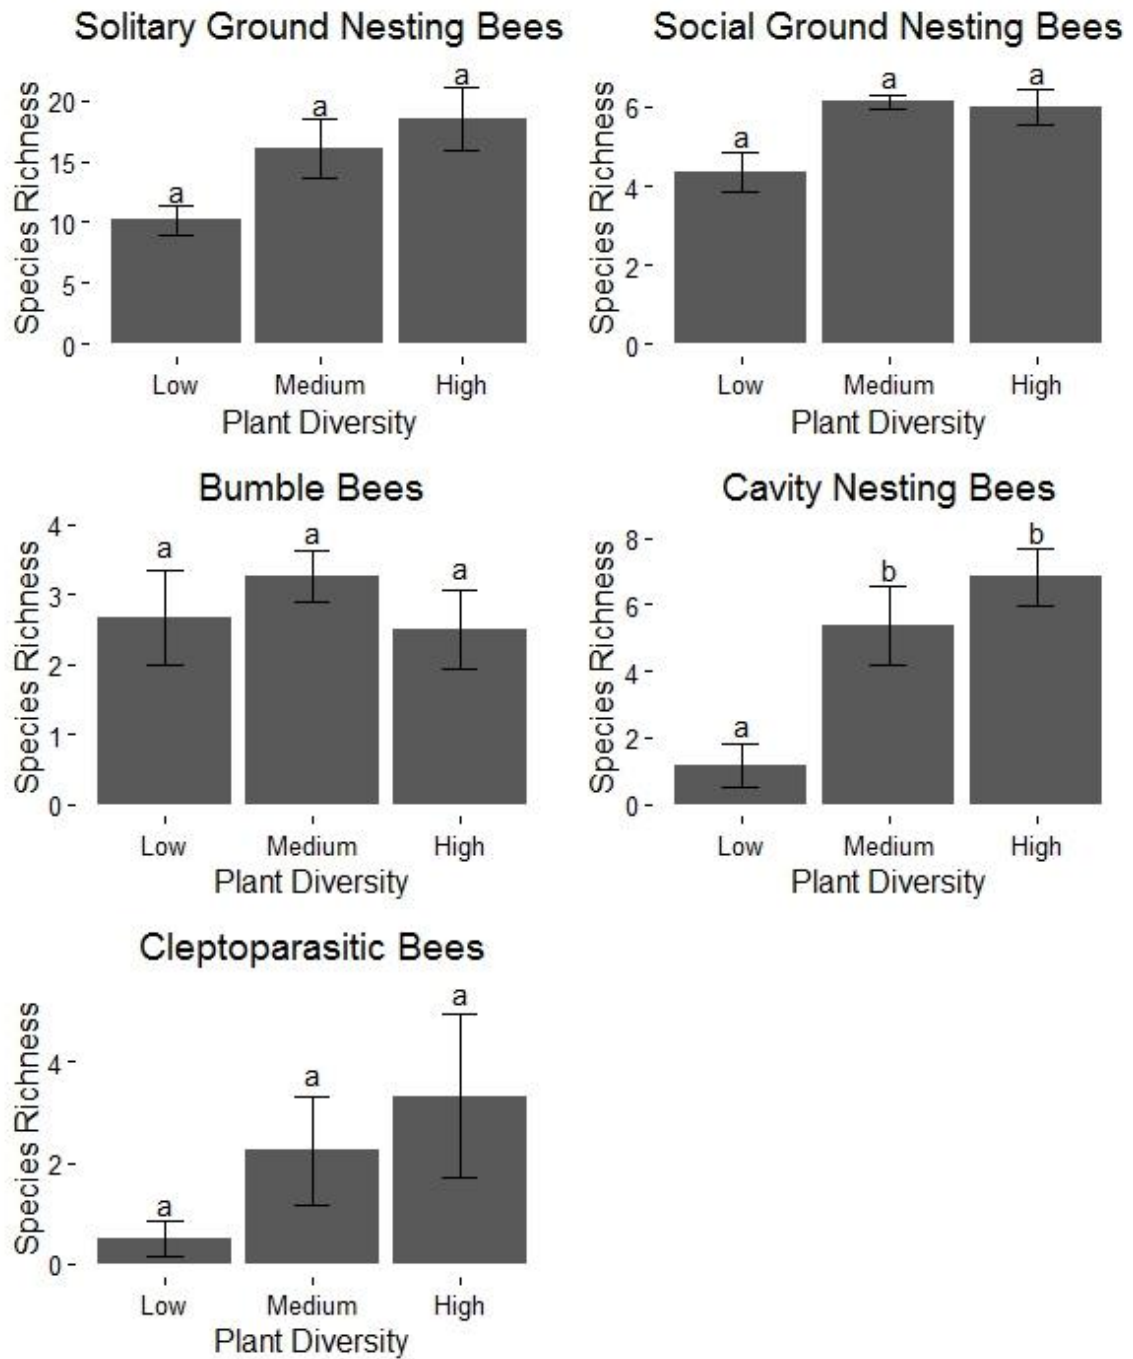 Solitary Ground Nesting Bees
Species Richness
20
15
10
5
0
a
a
a
Low
Medium
High
Plant Diversity
Social Ground Nesting Bees
Species Richness
6
4
2
0
a
a
a
Low
Medium
High
Plant Diversity
Bumble Bees
Species Richness
4
3
2
1
0
a
a
a
Low
Medium
High
Plant Diversity
Cavity Nesting Bees
Species Richness
8
6
4
2
0
a
b
b
Low
Medium
High
Plant Diversity
Cleptoparasitic Bees
Species Richness
4
2
0
a
a
a
Low
Medium
High
Plant Diversity